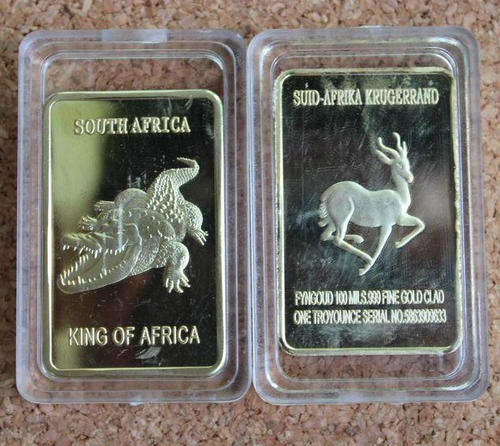 SOUTH AFRICA
KING OF AFRICA
SUID-AFRIKA KRUGERRAND
FYNGOUD 100 MILS.999 FINE GOLD CLAD
ONE TROYOUNCE SERIAL NO.5863909633